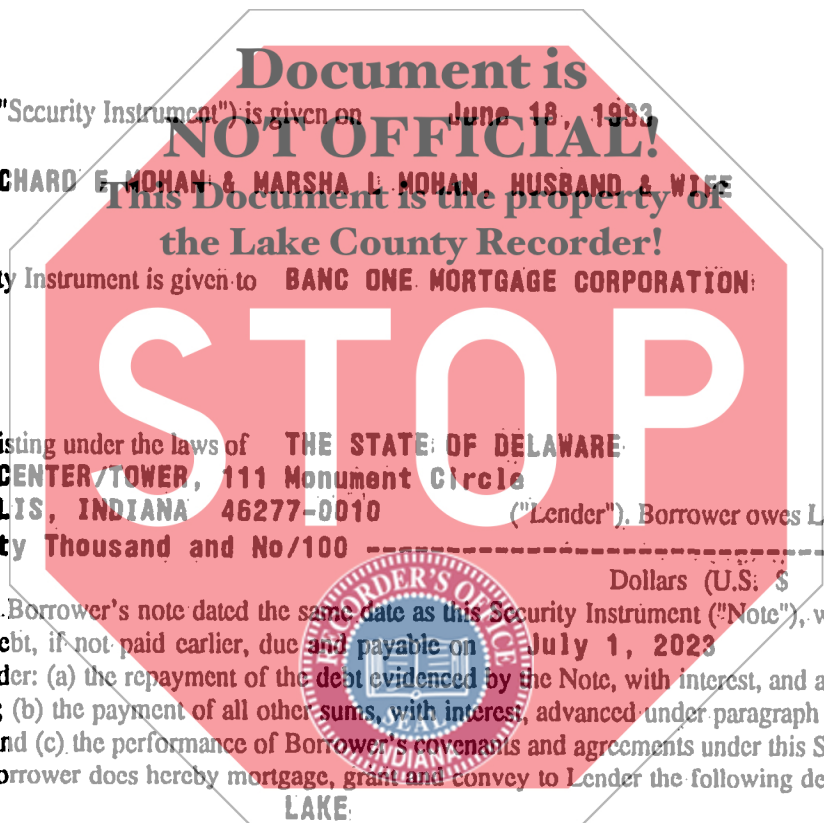 Document is
"Security Instrument") is given on June 18, 1993
NOT OFFICIAL!
CHARD E MOHAN & MARSHA L MOHAN, HUSBAND & WIFE
This Document is the property of
the Lake County Recorder!
ty Instrument is given to BANC ONE MORTGAGE CORPORATION
STOP
isting under the laws of THE STATE OF DELAWARE
CENTER/TOWER, 111 Monument Circle
LIS, INDIANA 46277-0010 ("Lender"). Borrower owes L
ty Thousand and No/100 --------------------------------
Dollars (U.S. $
RECORDER'S OFFICE
Borrower's note dated the same date as this Security Instrument ("Note"), w
ebt, if not paid earlier, due and payable on July 1, 2023
der: (a) the repayment of the debt evidenced by the Note, with interest, and a
; (b) the payment of all other sums, with interest, advanced under paragraph
nd (c) the performance of Borrower's covenants and agreements under this S
SEAL
INDIANA
orrower does hereby mortgage, grant and convey to Lender the following de
LAKE